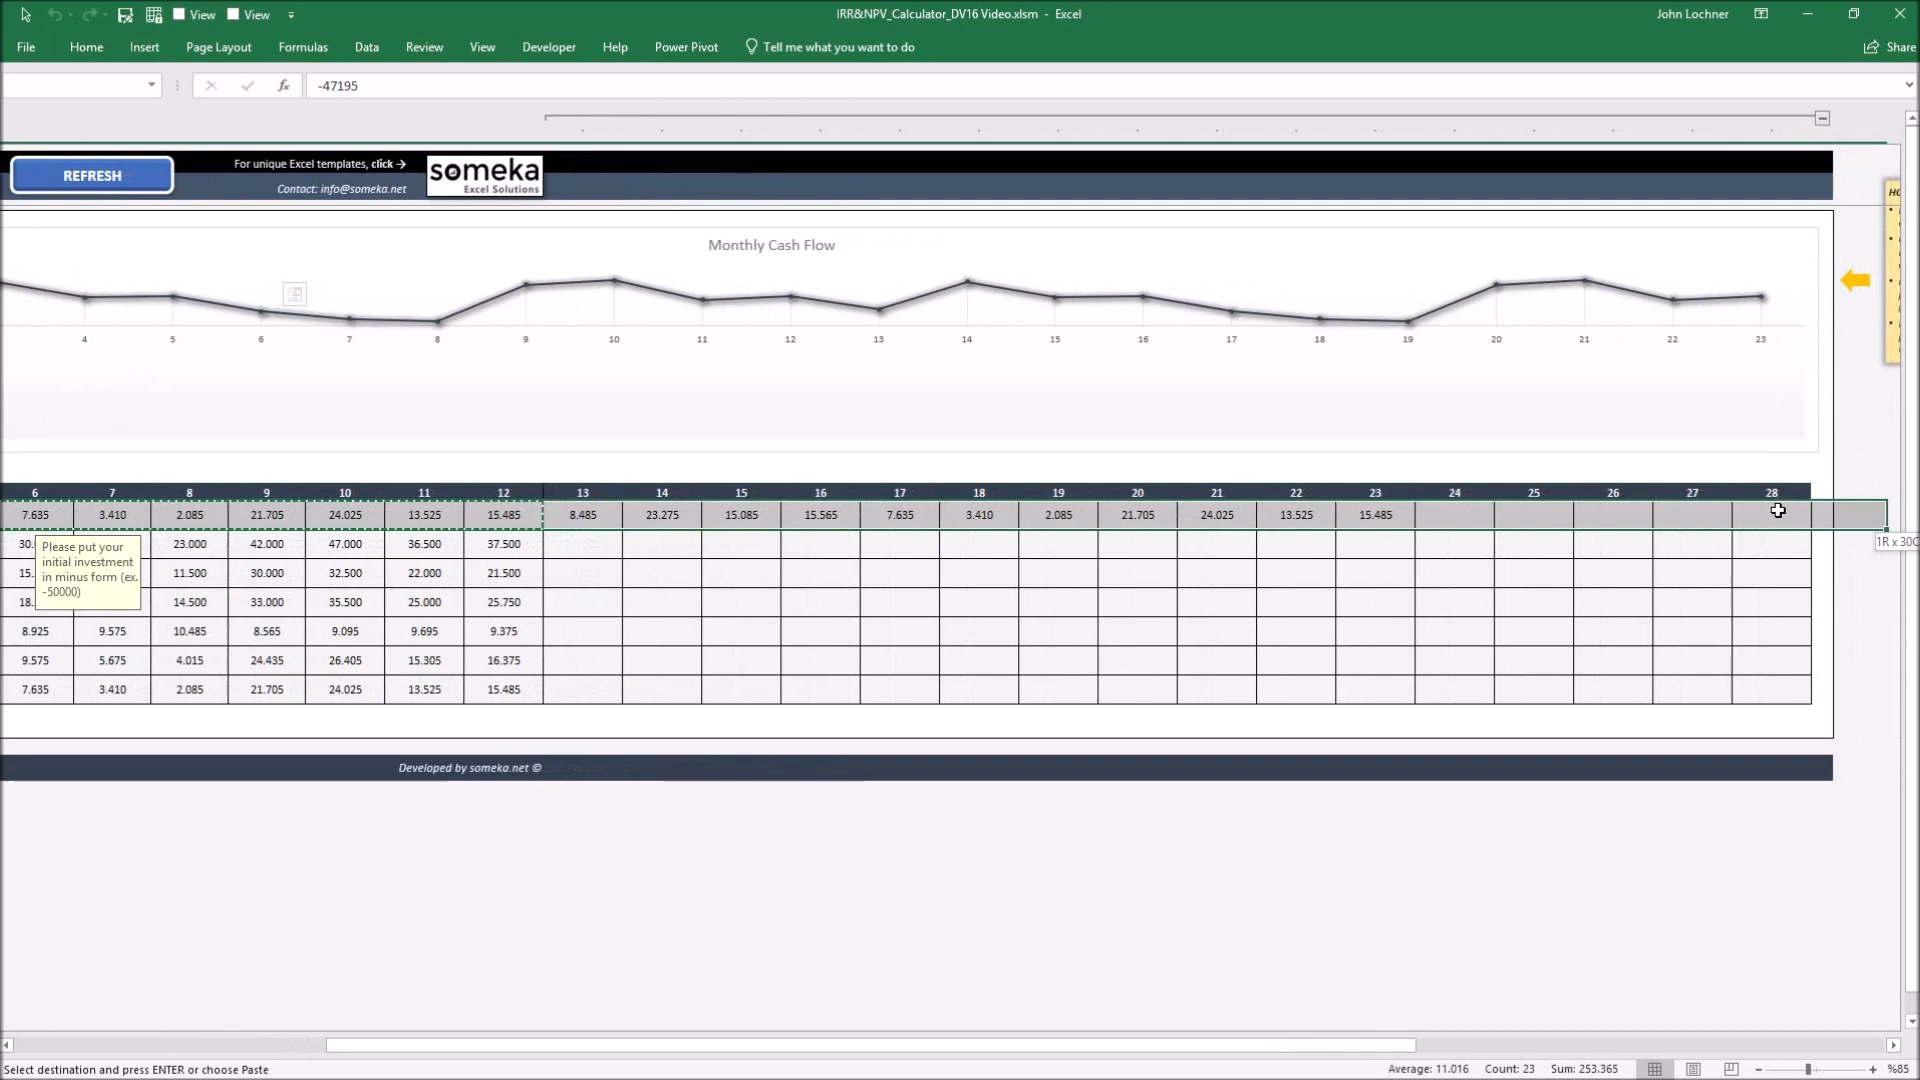 View
View
IRR&NPV_Calculator_DV16 Video.xlsm - Excel
John Lochner
File Home Insert Page Layout Formulas Data Review View Developer Help Power Pivot Tell me what you want to do
Share
fx -47195
REFRESH
For unique Excel templates, click →
Contact: info@someka.net
someka
Excel Solutions
Monthly Cash Flow
4 5 6 7 8 9 10 11 12 13 14 15 16 17 18 19 20 21 22 23
6 7 8 9 10 11 12 13 14 15 16 17 18 19 20 21 22 23 24 25 26 27 28
7.635 3.410 2.085 21.705 24.025 13.525 15.485 8.485 23.275 15.085 15.565 7.635 3.410 2.085 21.705 24.025 13.525 15.485
1R x 30C
30. 23.000 42.000 47.000 36.500 37.500
15. 11.500 30.000 32.500 22.000 21.500
18. 14.500 33.000 35.500 25.000 25.750
Please put your
initial investment
in minus form (ex.
-50000)
8.925 9.575 10.485 8.565 9.095 9.695 9.375
9.575 5.675 4.015 24.435 26.405 15.305 16.375
7.635 3.410 2.085 21.705 24.025 13.525 15.485
Developed by someka.net ©
Select destination and press ENTER or choose Paste
Average: 11.016 Count: 23 Sum: 253.365
%85